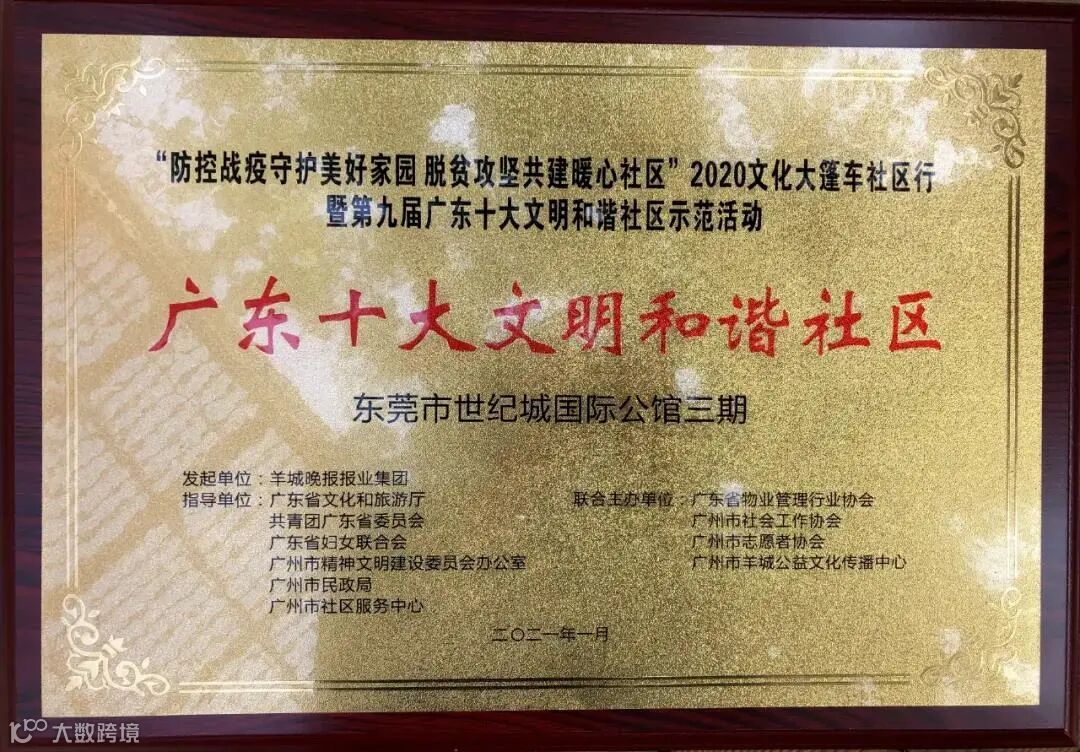 “防控战疫守护美好家园 脱贫攻坚共建暖心社区”2020文化大篷车社区行
暨第九届广东十大文明和谐社区示范活动
广东十大文明和谐社区
东莞市世纪城国际公馆三期
发起单位：羊城晚报报业集团
指导单位：广东省文化和旅游厅
共青团广东省委员会
广东省妇女联合会
广州市精神文明建设委员会办公室
广州市民政局
广州市社区服务中心
联合主办单位：广东省物业管理行业协会
广州市社会工作协会
广州市志愿者协会
广州市羊城公益文化传播中心
二〇二一年一月
大数跨境